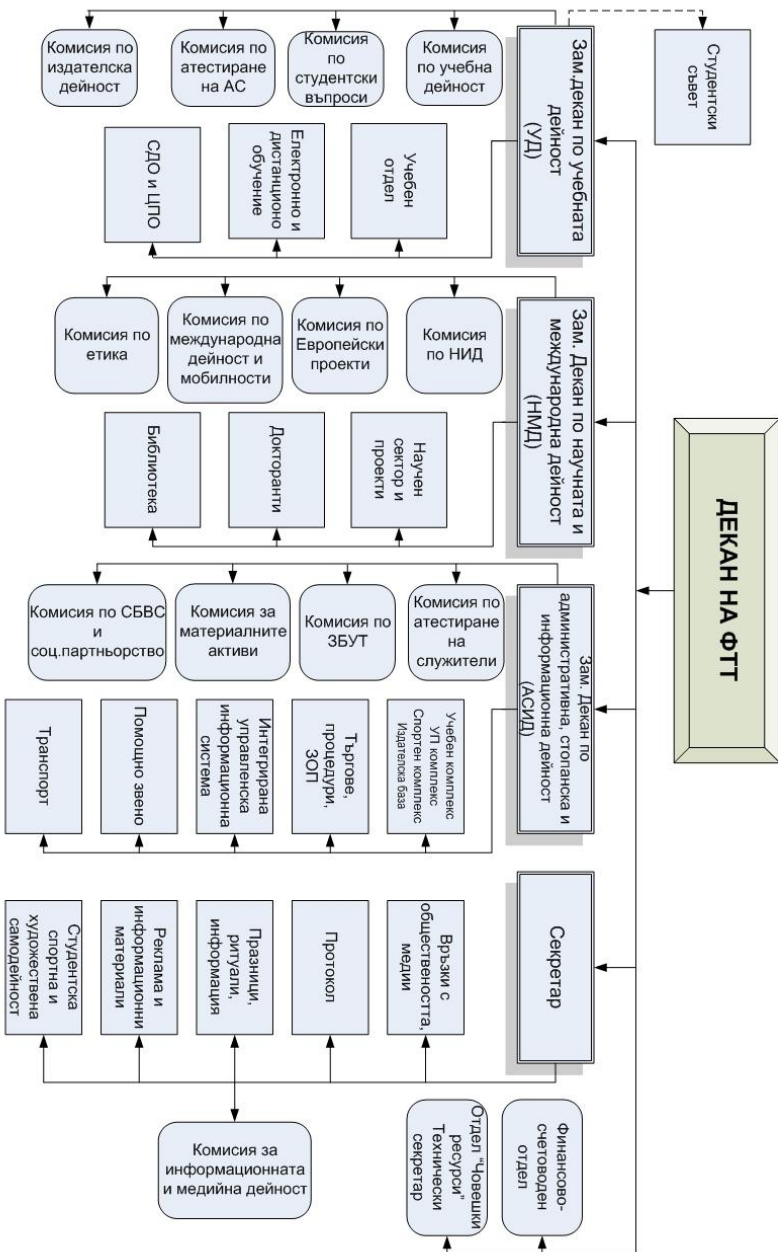 ДЕКАН НА ФТТ
Студентски
съвет
Зам.декан по учебната
дейност
(УД)
Комисия
по учебна
дейност
Комисия
по
студентски
въпроси
Комисия по
атестиране
на АС
Комисия по
издателска
дейност
Учебен
отдел
Електронно и
дистанционо
обучение
СДО и ЦПО
Зам. Декан по научната и
международна дейност
(НМД)
Комисия
по НИД
Комисия по
Европейски
проекти
Комисия по
международна
дейност и
мобилности
Комисия по
етика
Научен
сектор и
проекти
Докторанти
Библиотека
Зам. Декан по
административна, стопанска и
информационна дейност
(АСИД)
Комисия по
атестиране
на
служители
Комисия по
ЗБУТ
Комисия за
материалните
активи
Комисия по СБВС
и
соц.партньорство
Учебен комплекс
УП комплекс
Спортен комплекс
Издателска база
Търгове,
процедури,
ЗОП
Интегрирана
управленска
информационна
система
Помощно звено
Транспорт
Секретар
Връзки с
обществеността,
медии
Протокол
Празници,
ритуали,
информация
Реклама и
информационни
материали
Студентска
спортна и
художествена
самодейност
Комисия за
информационната
и медийна дейност
Финансово-
счетоводен
отдел
Отдел "Човешки
ресурси"
Технически
секретар